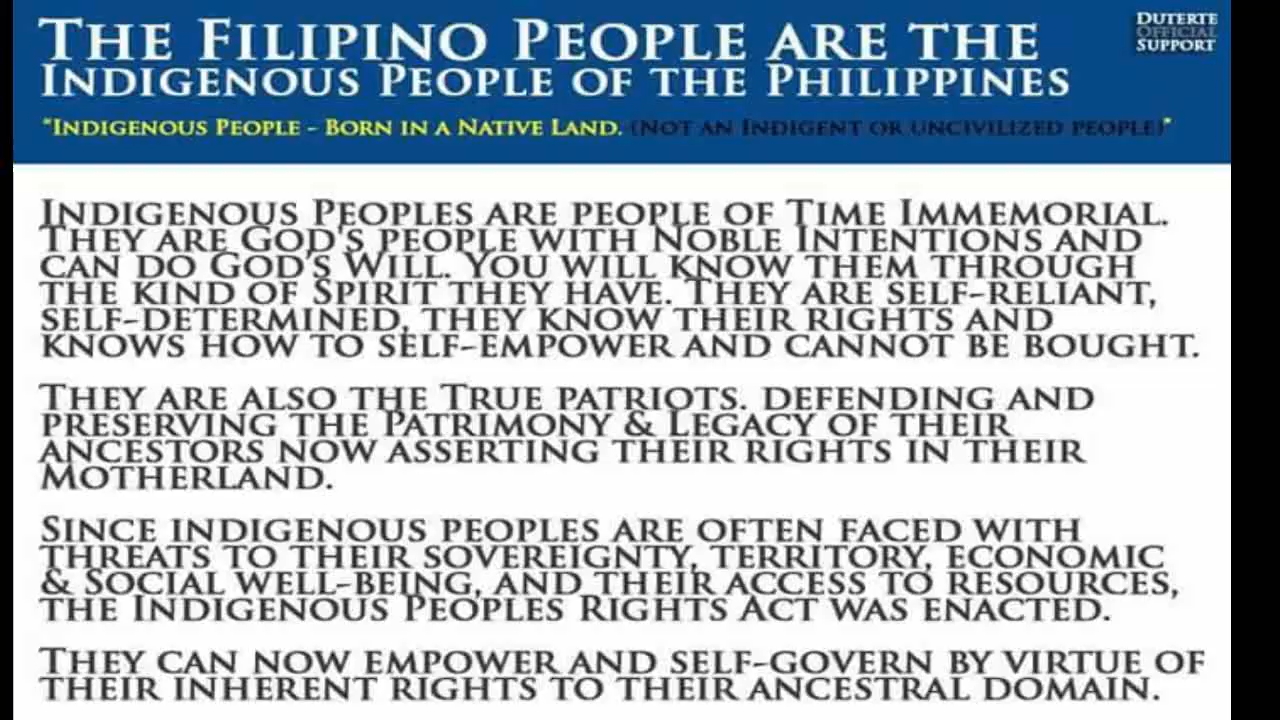 The Filipino People are the
Indigenous People of the Philippines
Duterte
Official
Support
"Indigenous People - Born in a Native Land. (Not an Indigent or uncivilized people)"
Indigenous Peoples are people of Time Immemorial.
They are God's people with Noble Intentions and
can do God's Will. You will know them through
the kind of Spirit they have. They are self-reliant,
self-determined, they know their rights and
knows how to self-empower and cannot be bought.
They are also the True patriots. defending and
preserving the Patrimony & Legacy of their
ancestors now asserting their rights in their
Motherland.
Since indigenous peoples are often faced with
threats to their sovereignty, territory, economic
& Social well-being, and their access to resources,
the Indigenous Peoples Rights Act was enacted.
They can now empower and self-govern by virtue of
their inherent rights to their ancestral domain.